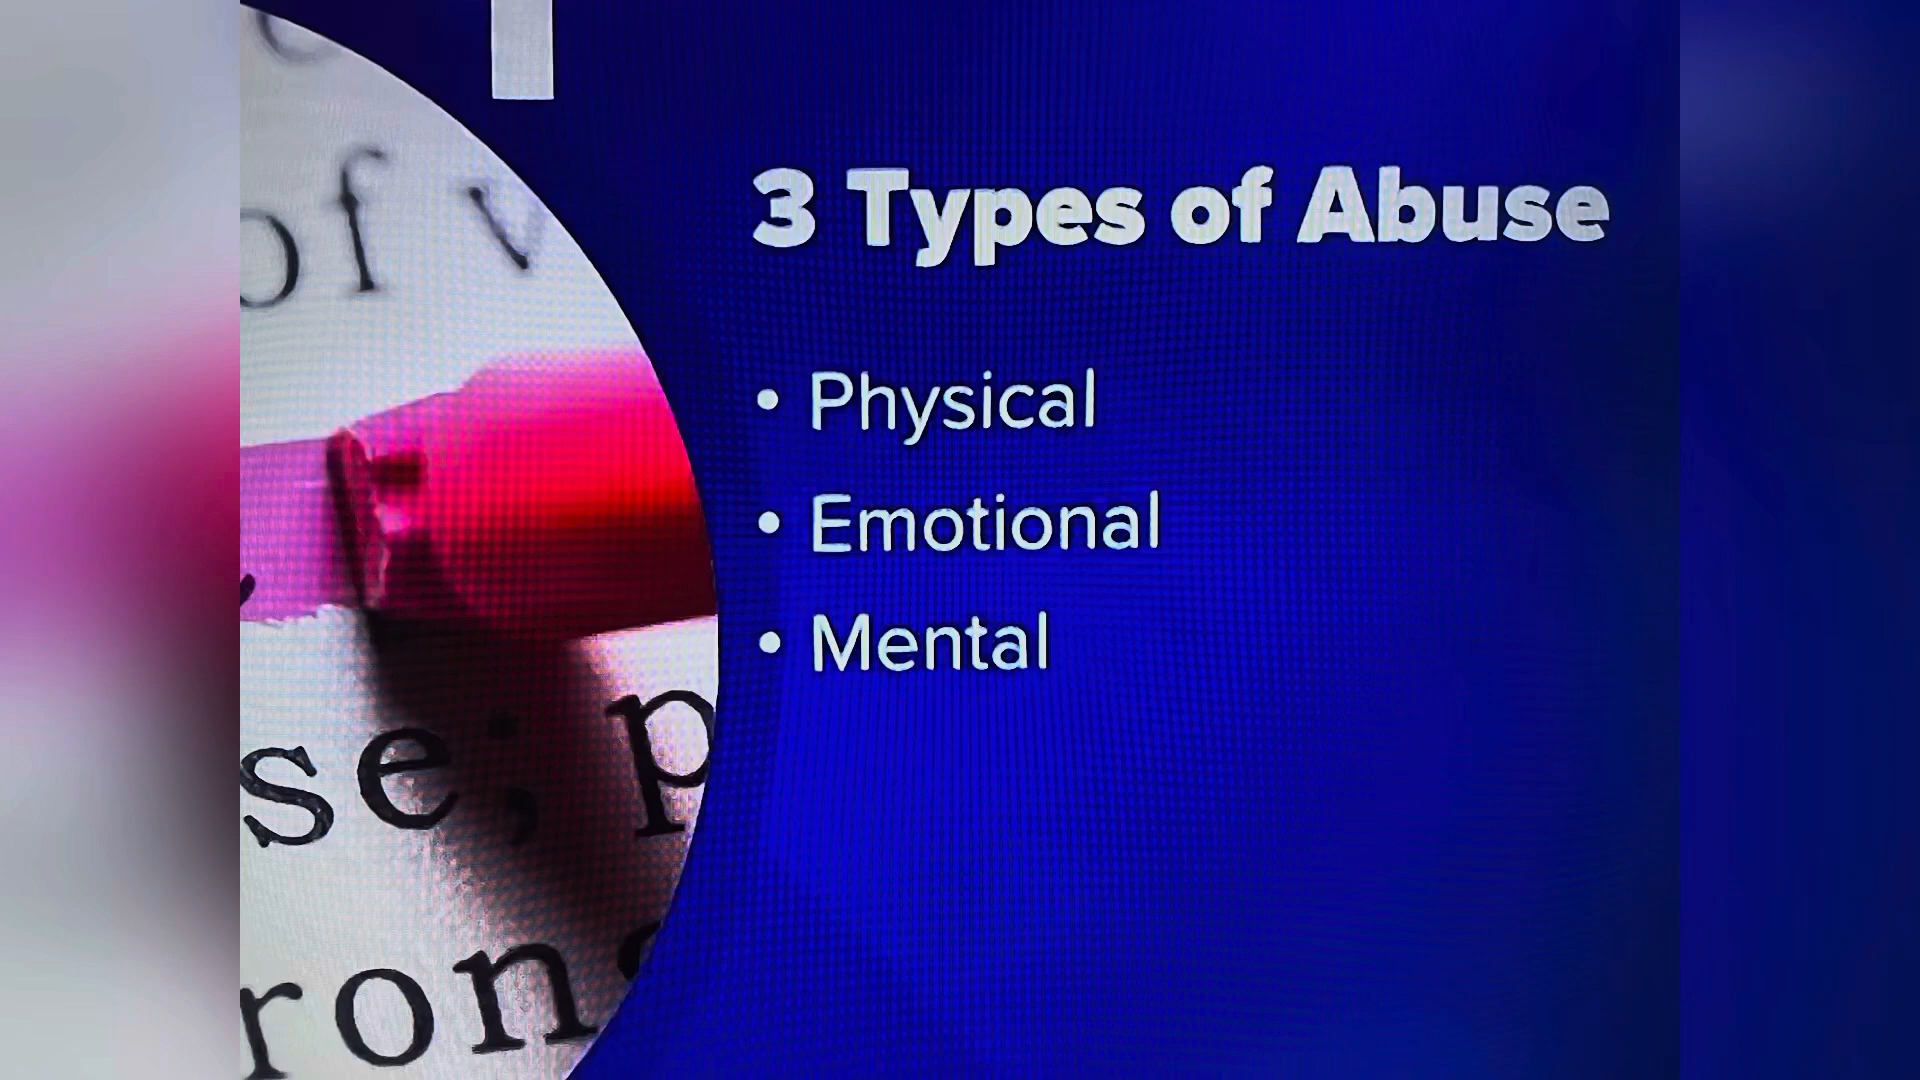 of
3 Types of Abuse
• Physical
• Emotional
• Mental
se; p
ron